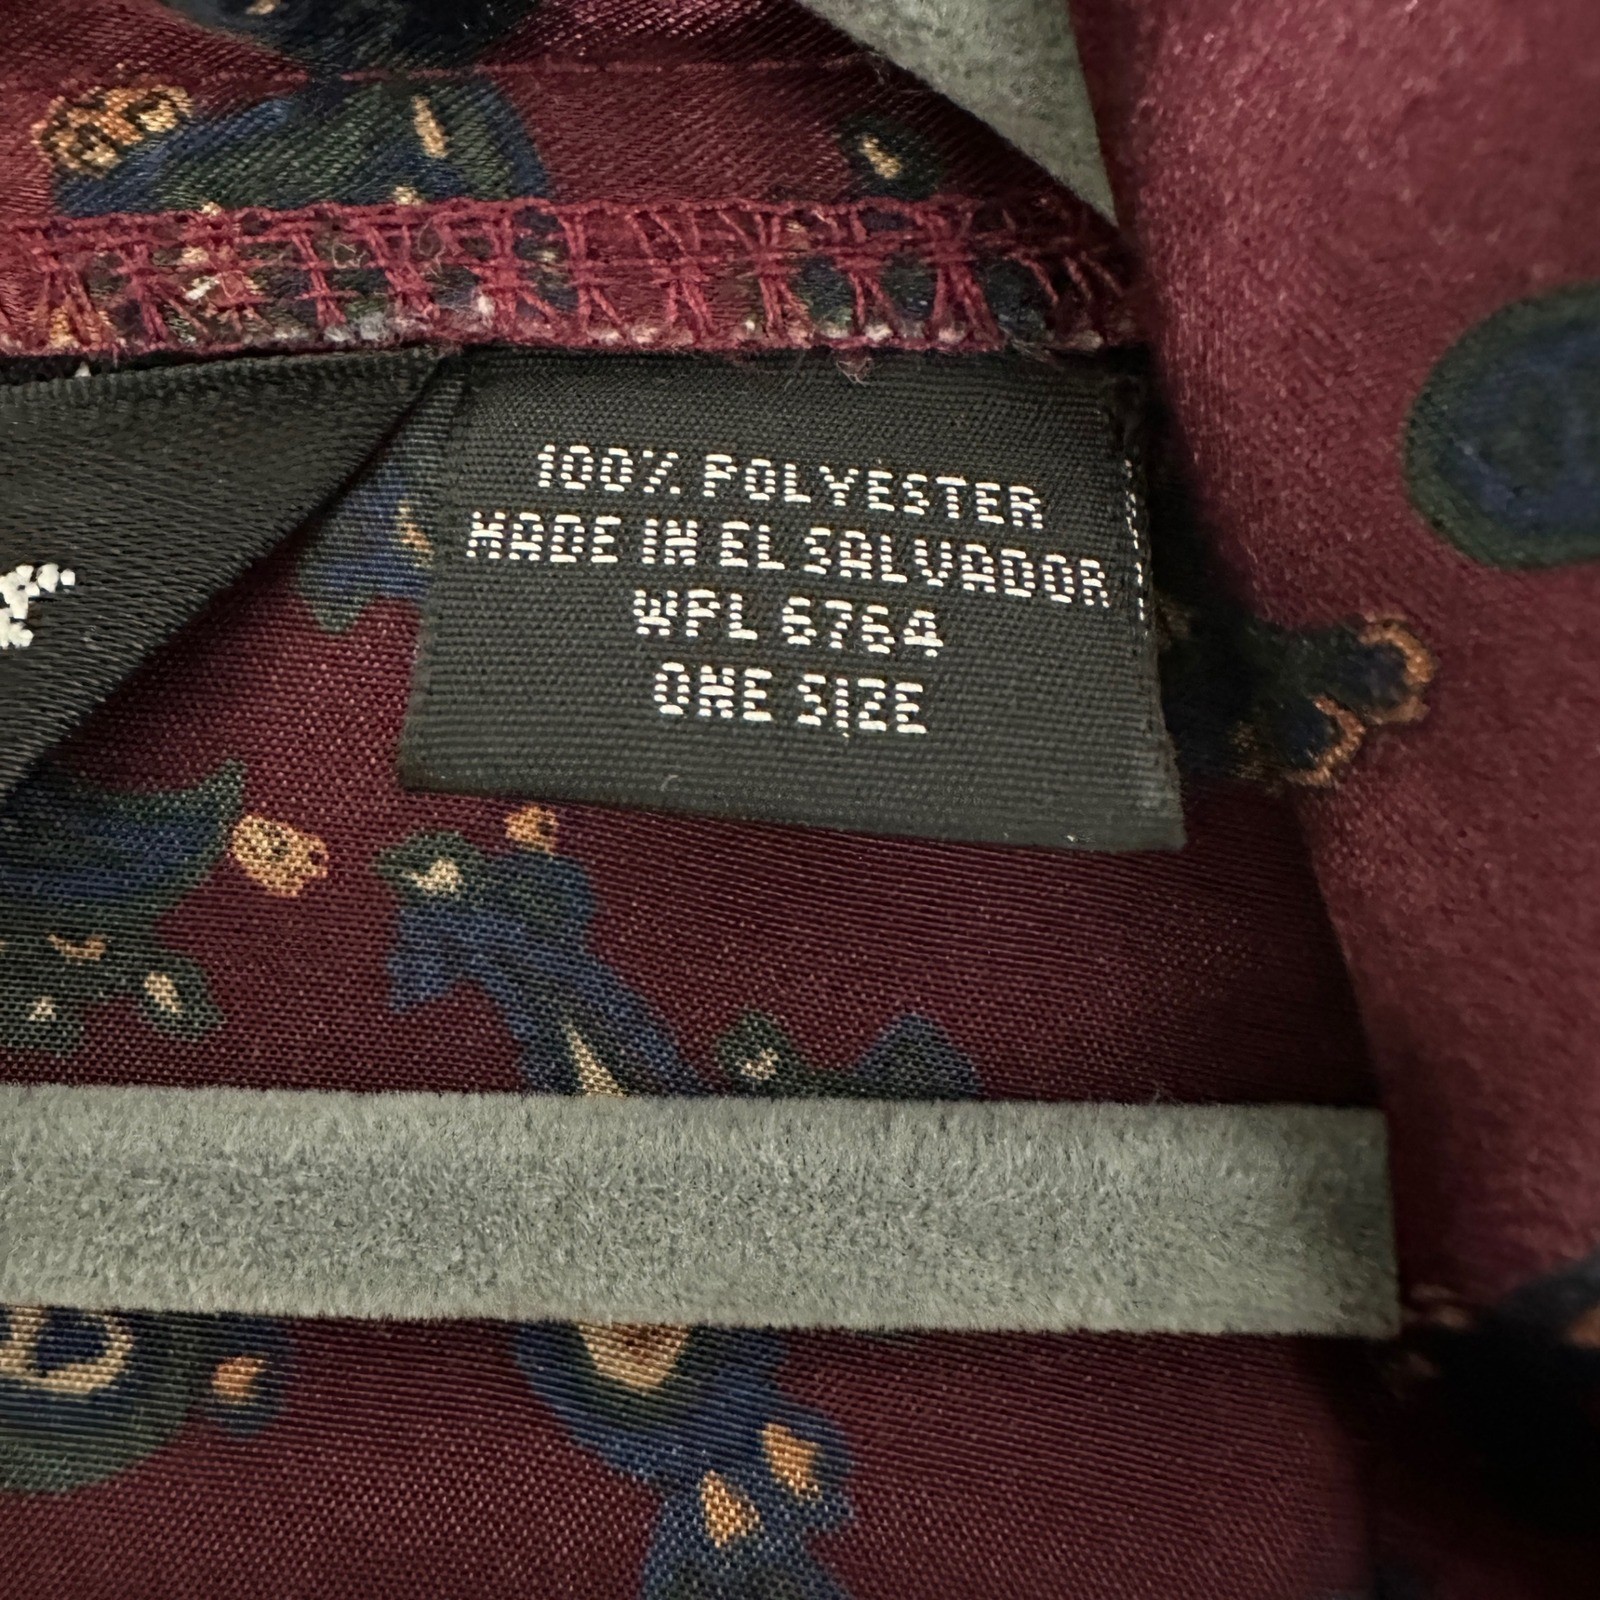 100% POLYESTER
MADE IN EL SALVADOR
WPL 6764
ONE SIZE